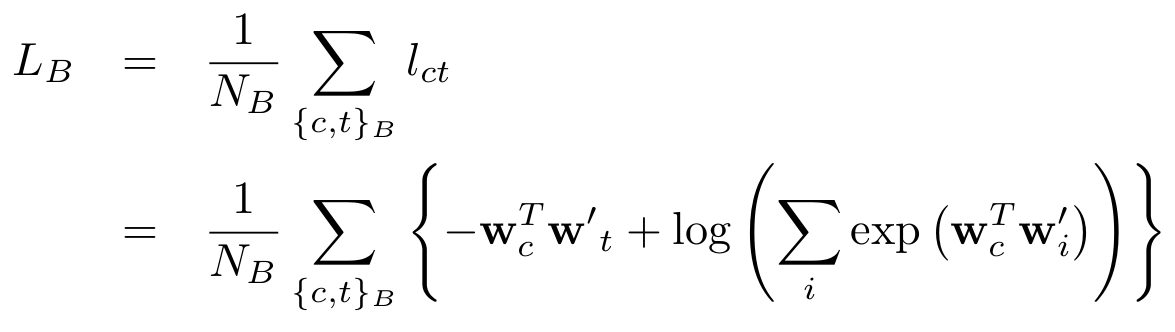 L_B = \frac{1}{N_B} \sum_{\{c,t\}_B} l_{ct}
= \frac{1}{N_B} \sum_{\{c,t\}_B} \left\{ -\mathbf{w}_c^T \mathbf{w'}_t + \log \left( \sum_i \exp \left( \mathbf{w}_c^T \mathbf{w}_i' \right) \right) \right\}